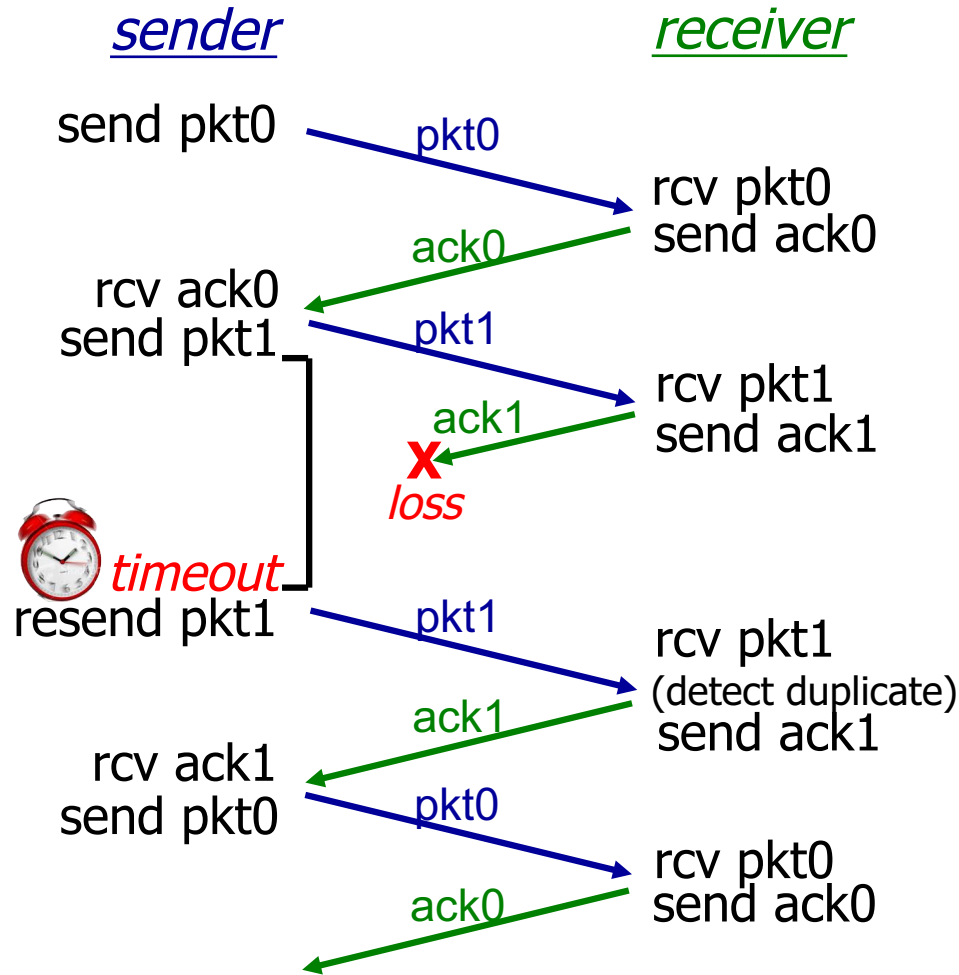 sender
receiver
send pkt0
pkt0
rcv pkt0
send ack0
ack0
rcv ack0
send pkt1
pkt1
rcv pkt1
send ack1
ack1
X
loss
timeout
resend pkt1
pkt1
rcv pkt1
(detect duplicate)
send ack1
ack1
rcv ack1
send pkt0
pkt0
rcv pkt0
send ack0
ack0